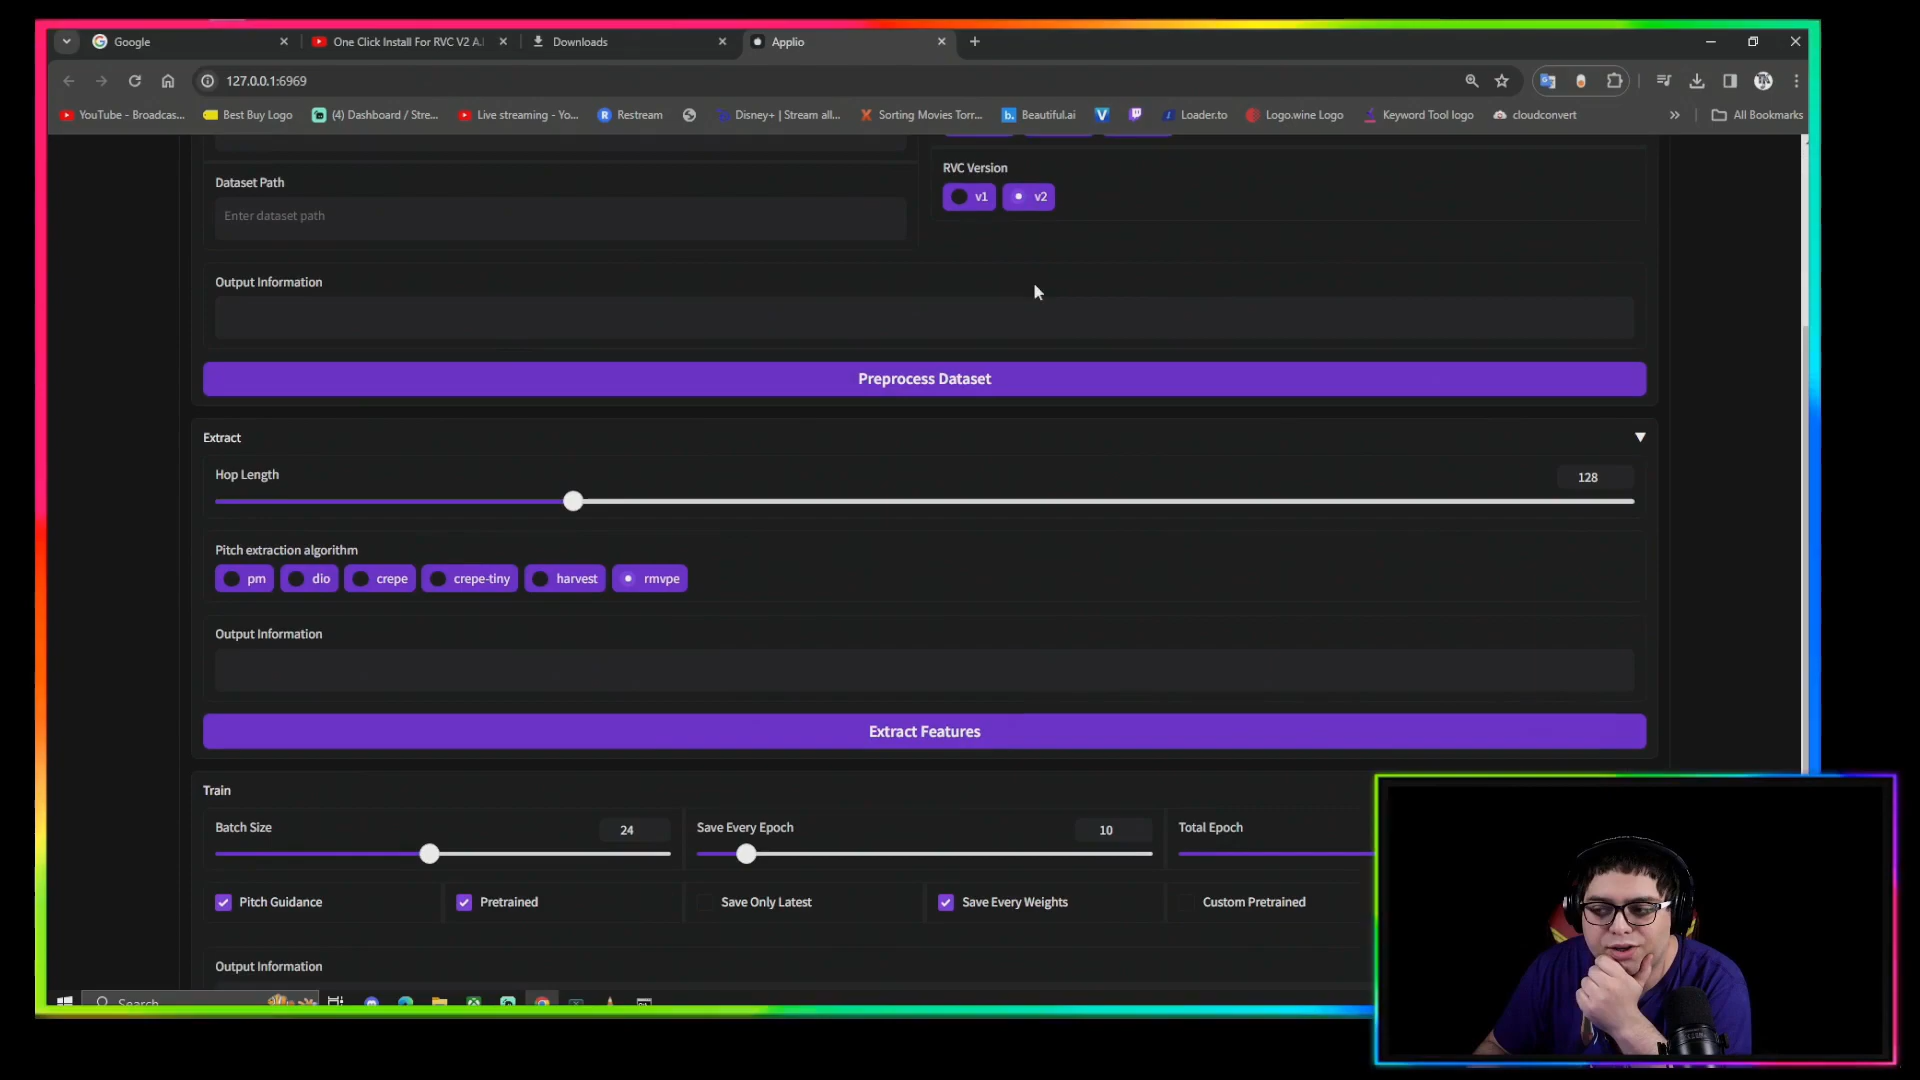 Google
One Click Install For RVC V2 A.I
Downloads
Applio
127.0.0.1:6969
YouTube - Broadcas...
Best Buy Logo
(4) Dashboard / Stre...
Live streaming - Yo...
Restream
Disney+ | Stream all...
Sorting Movies Torr...
Beautiful.ai
Loader.to
Logo.wine Logo
Keyword Tool logo
cloudconvert
All Bookmarks
Dataset Path
Enter dataset path
RVC Version
v1
v2
Output Information
Preprocess Dataset
Extract
Hop Length
128
Pitch extraction algorithm
pm
dio
crepe
crepe-tiny
harvest
rmvpe
Output Information
Extract Features
Train
Batch Size
24
Save Every Epoch
10
Total Epoch
Pitch Guidance
Pretrained
Save Only Latest
Save Every Weights
Custom Pretrained
Output Information
Search